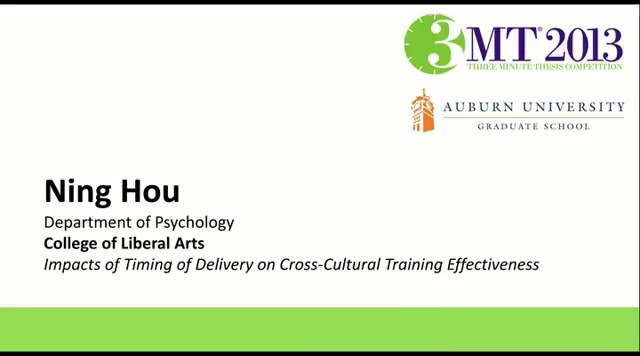 3MT® 2013
THREE MINUTE THESIS COMPETITION
AUBURN UNIVERSITY
GRADUATE SCHOOL
Ning Hou
Department of Psychology
College of Liberal Arts
Impacts of Timing of Delivery on Cross-Cultural Training Effectiveness